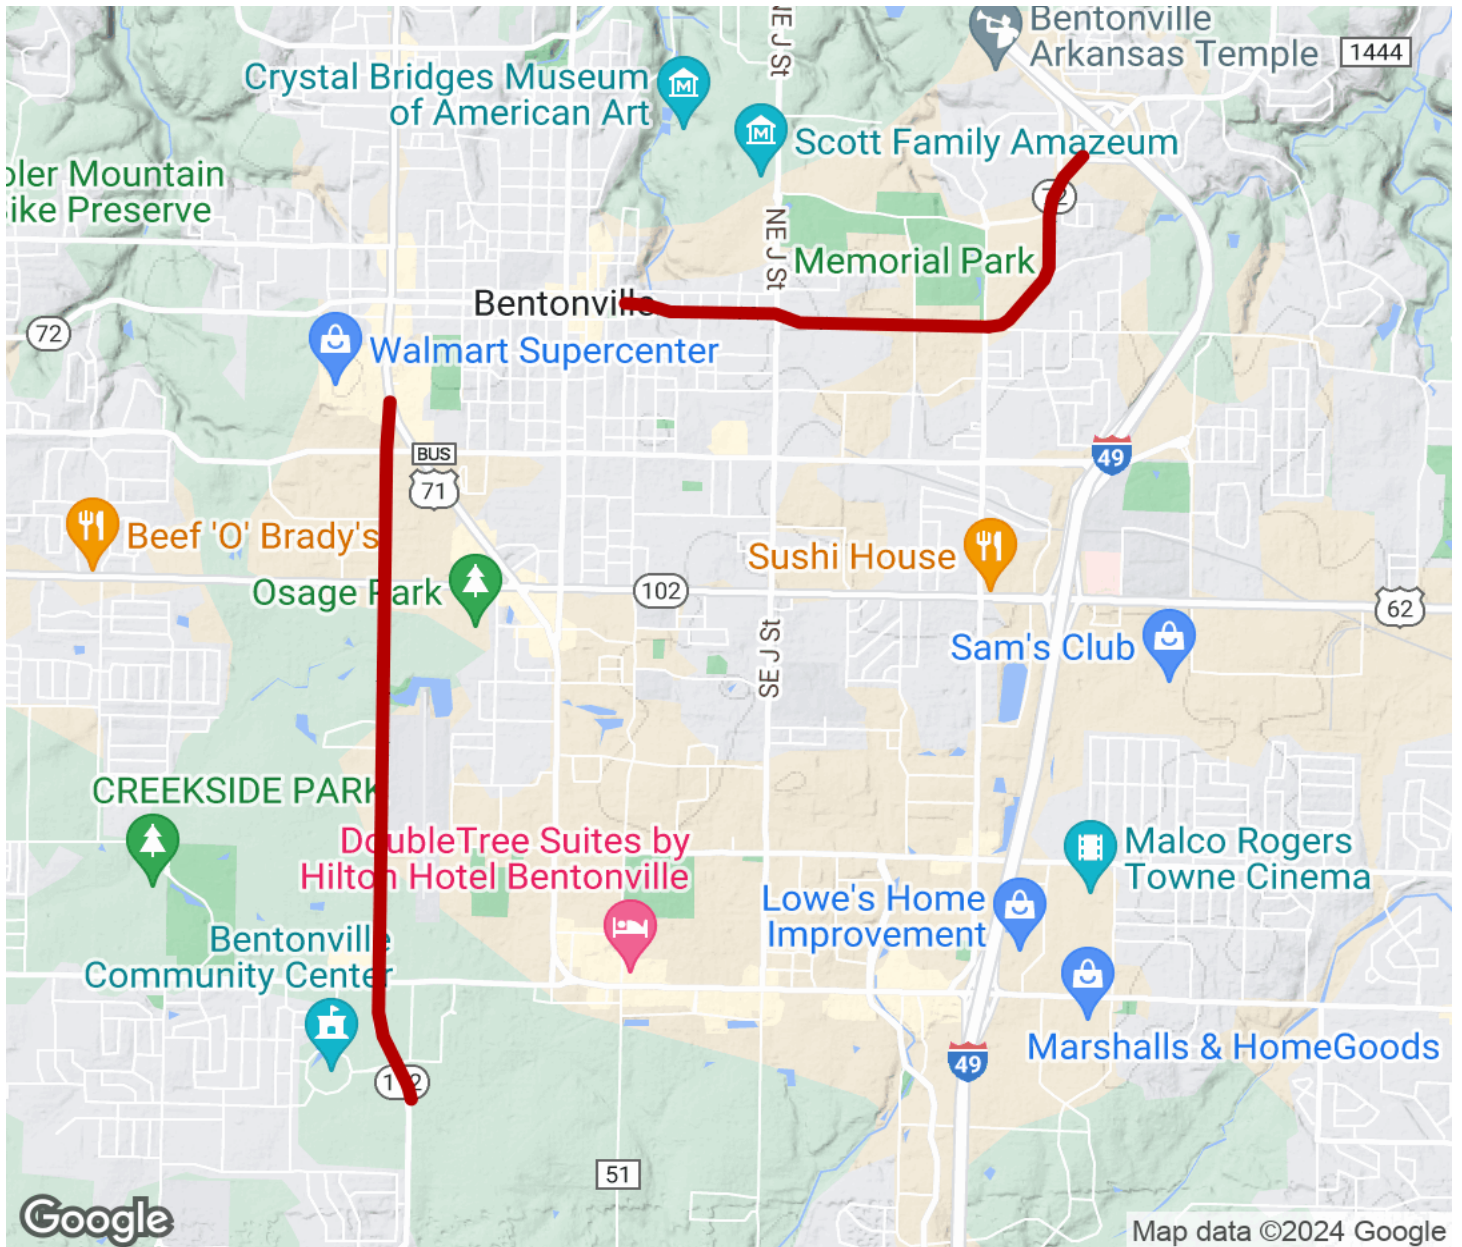 Bentonville
Arkansas Temple
1444
NE J St
Crystal Bridges Museum
of American Art
Scott Family Amazeum
oler Mountain
ike Preserve
72
NE J St
Memorial Park
Bentonville
72
Walmart Supercenter
BUS
71
49
Beef 'O' Brady's
Sushi House
Osage Park
102
62
SE J St
Sam's Club
CREEKSIDE PARK
DoubleTree Suites by
Hilton Hotel Bentonville
Malco Rogers
Towne Cinema
Lowe's Home
Improvement
Bentonville
Community Center
Marshalls & HomeGoods
49
51
Google
Map data ©2024 Google